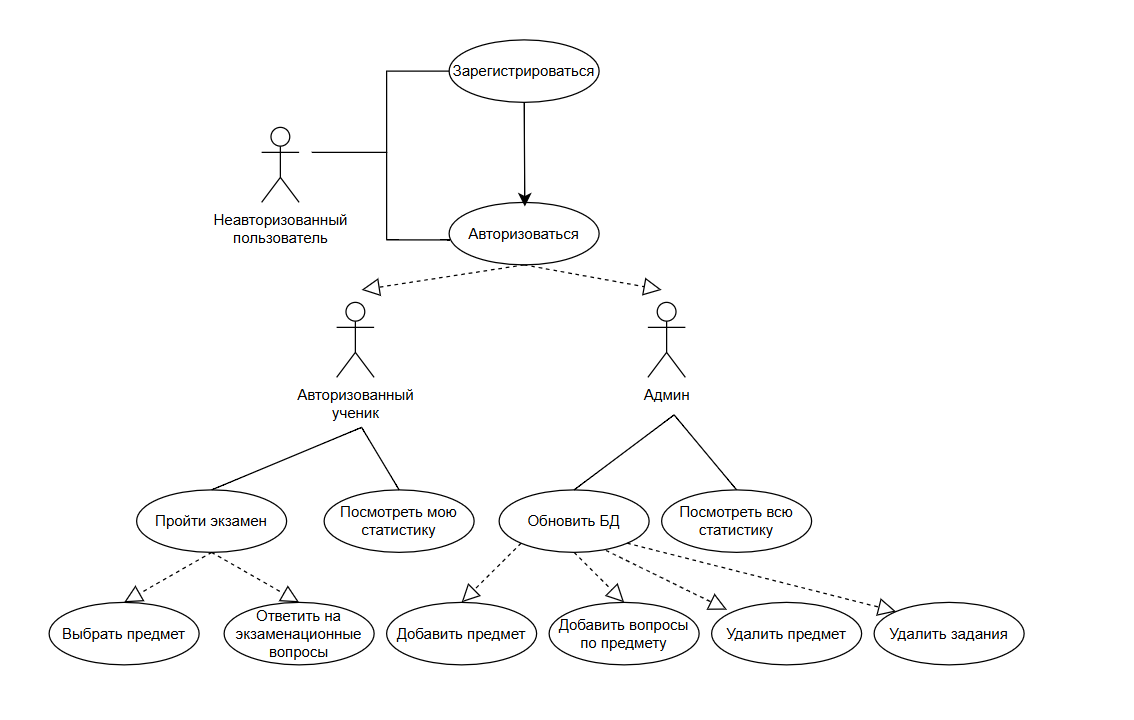 Зарегистрироваться
Неавторизованный
пользователь
Авторизоваться
Авторизованный
ученик
Админ
Пройти экзамен
Посмотреть мою
статистику
Обновить БД
Посмотреть всю
статистику
Выбрать предмет
Ответить на
экзаменационные
вопросы
Добавить предмет
Добавить вопросы
по предмету
Удалить предмет
Удалить задания